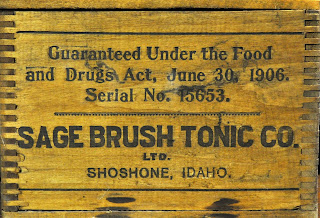 Guaranteed Under the Food
and Drugs Act, June 30, 1906.
Serial No. 15653.
SAGE BRUSH TONIC CO.
LTD.
SHOSHONE, IDAHO.